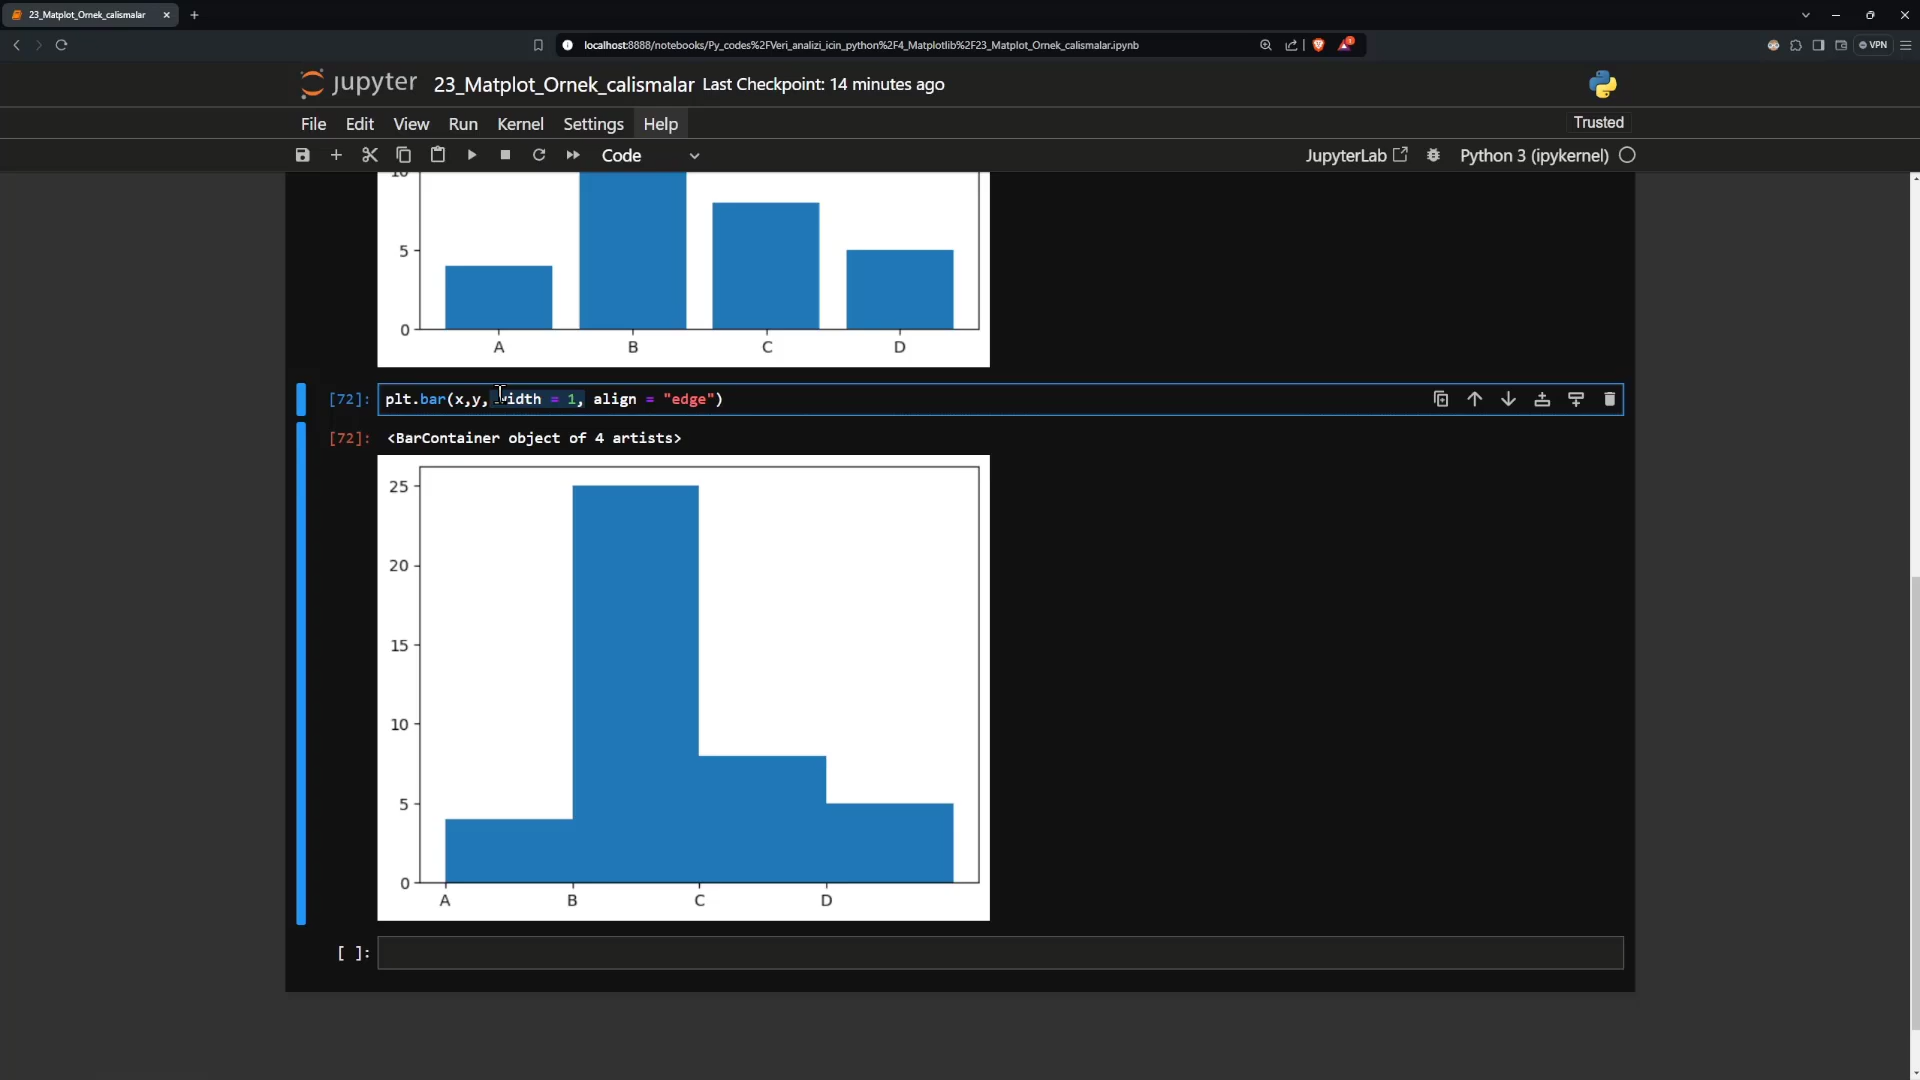 23_Matplot_Ornek_calismalar
localhost:8888/notebooks/Py_codes%2FVeri_analizi_icin_python%2F4_Matplotlib%2F23_Matplot_Ornek_calismalar.ipynb
VPN
jupyter 23_Matplot_Ornek_calismalar Last Checkpoint: 14 minutes ago
File Edit View Run Kernel Settings Help
Trusted
Code
JupyterLab
Python 3 (ipykernel)
10
5
0
A B C D
[72]: plt.bar(x,y, width = 1, align = "edge")
[72]: <BarContainer object of 4 artists>
25
20
15
10
5
0
A B C D
[ ]: